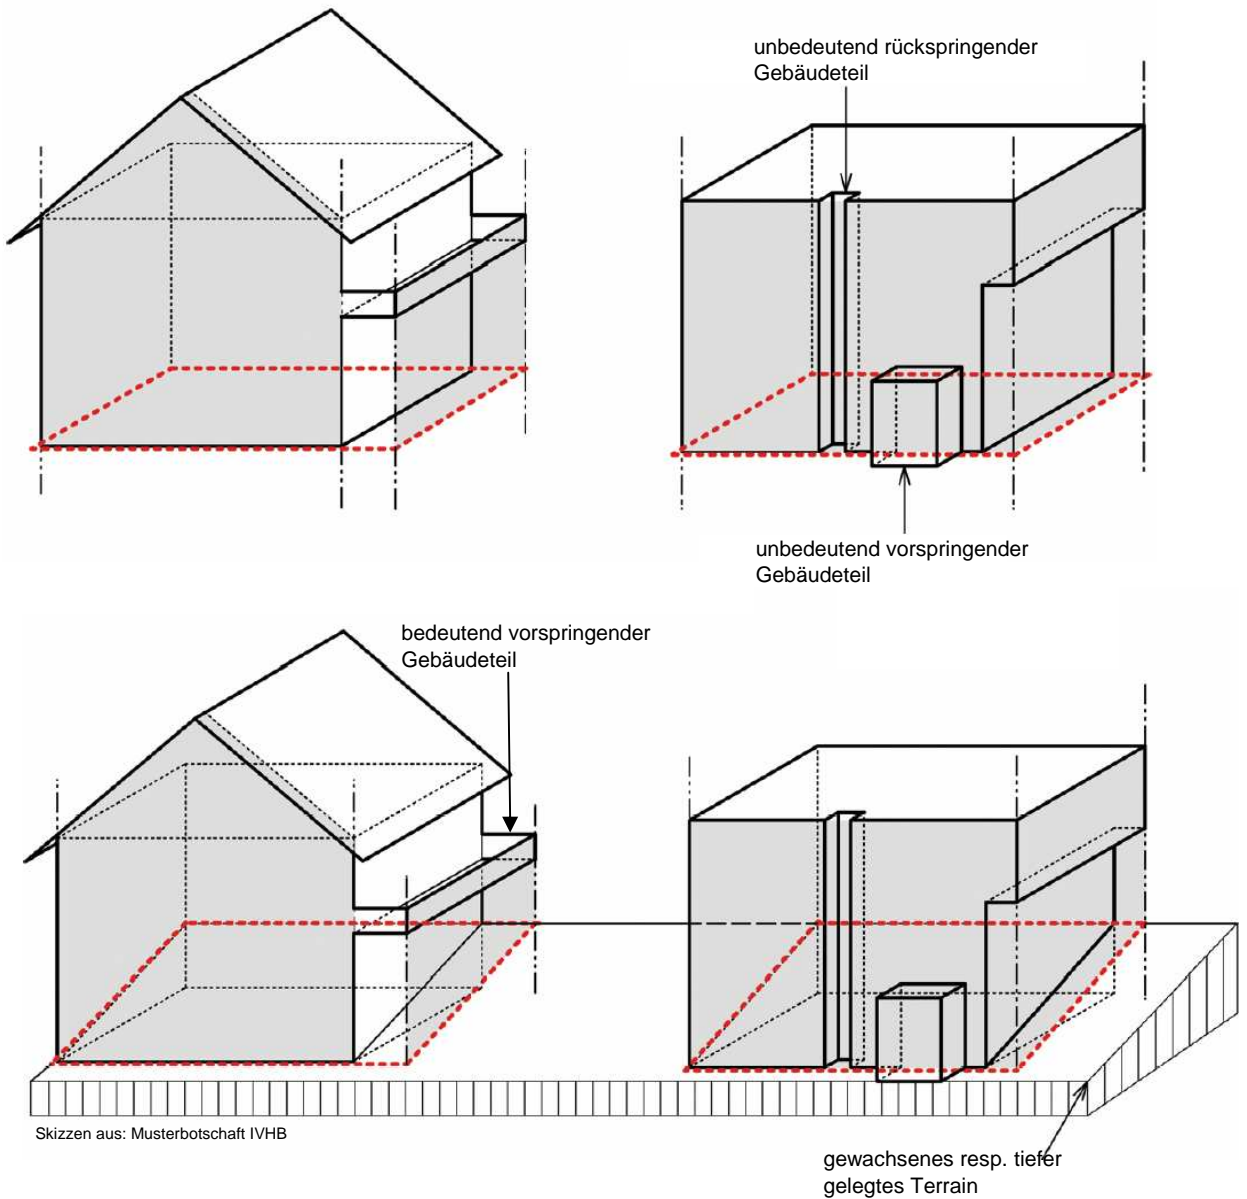 unbedeutend rückspringender
Gebäudeteil
unbedeutend vorspringender
Gebäudeteil
bedeutend vorspringender
Gebäudeteil
Skizzen aus: Musterbotschaft IVHB
gewachsenes resp. tiefer
gelegtes Terrain